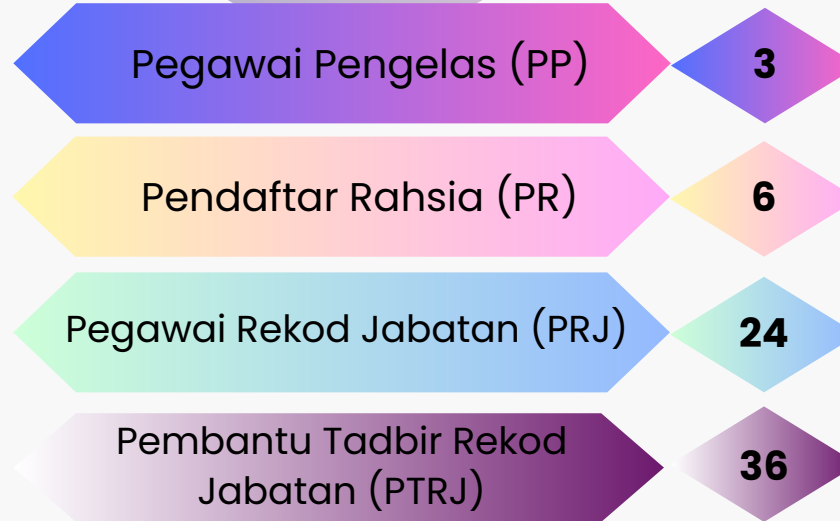 Pegawai Pengelas (PP)
3
Pendaftar Rahsia (PR)
6
Pegawai Rekod Jabatan (PRJ)
24
Pembantu Tadbir Rekod
Jabatan (PTRJ)
36